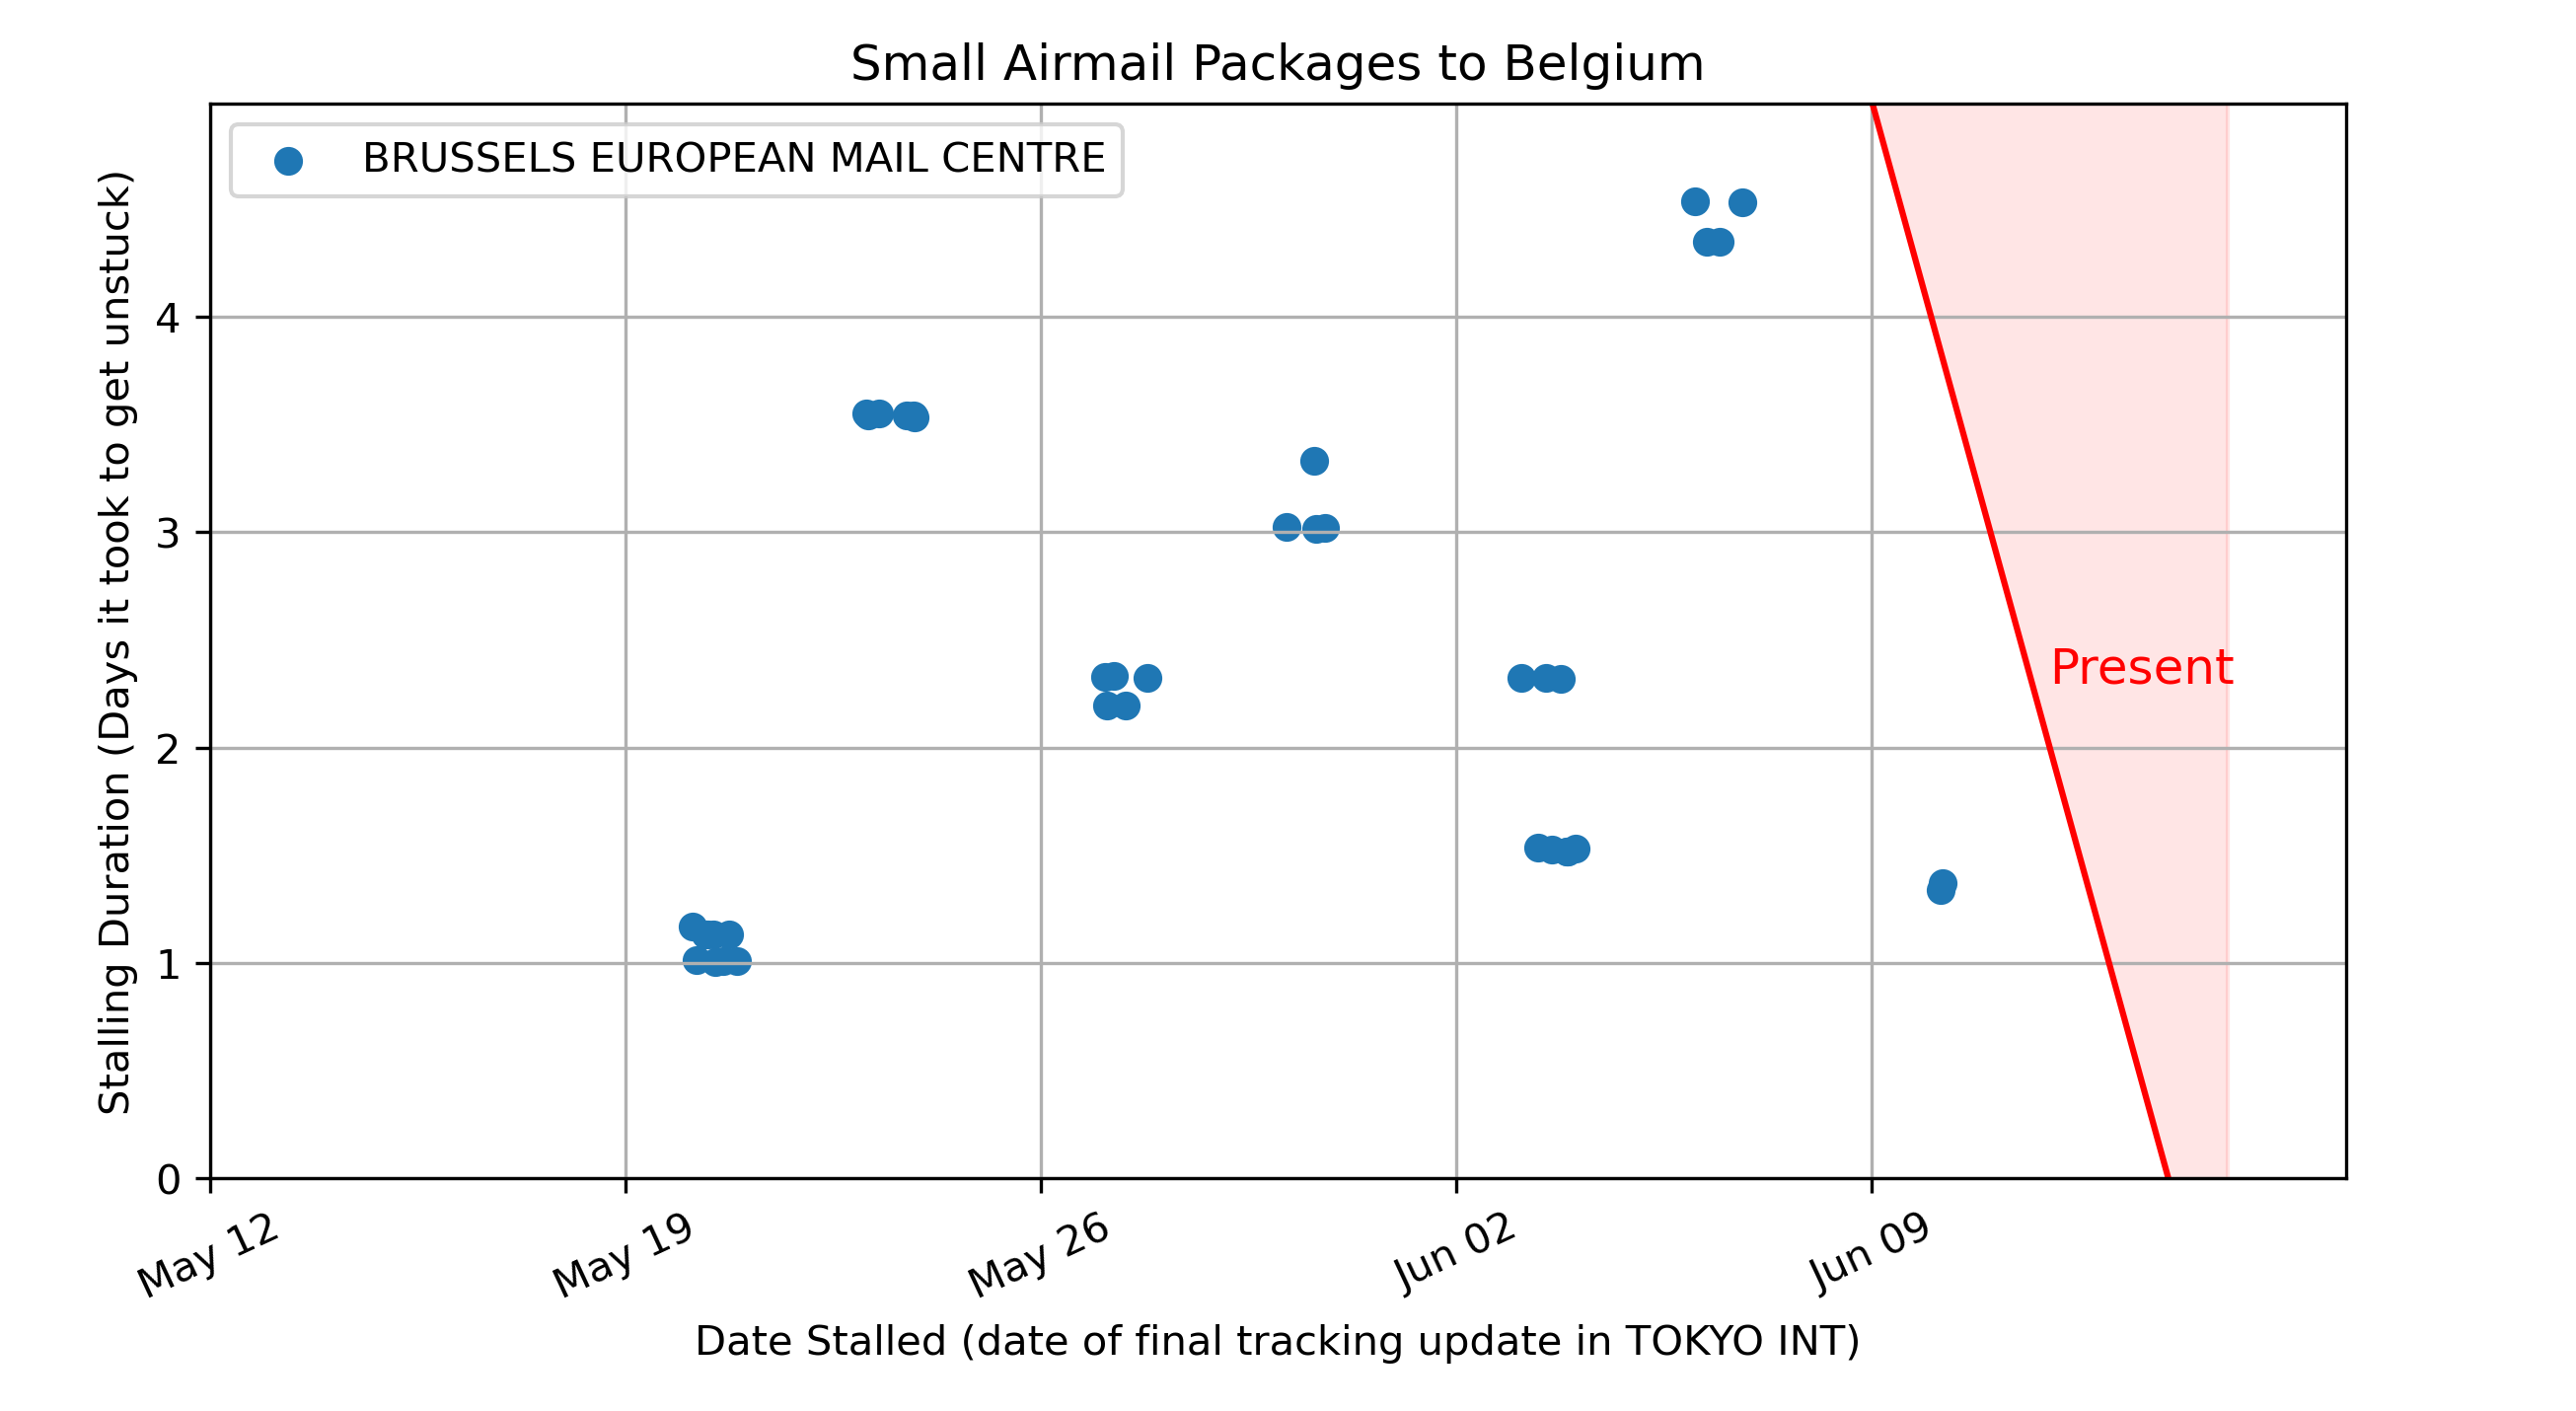 Small Airmail Packages to Belgium
BRUSSELS EUROPEAN MAIL CENTRE
Stalling Duration (Days it took to get unstuck)
4
3
2
1
0
Present
May 12
May 19
May 26
Jun 02
Jun 09
Date Stalled (date of final tracking update in TOKYO INT)